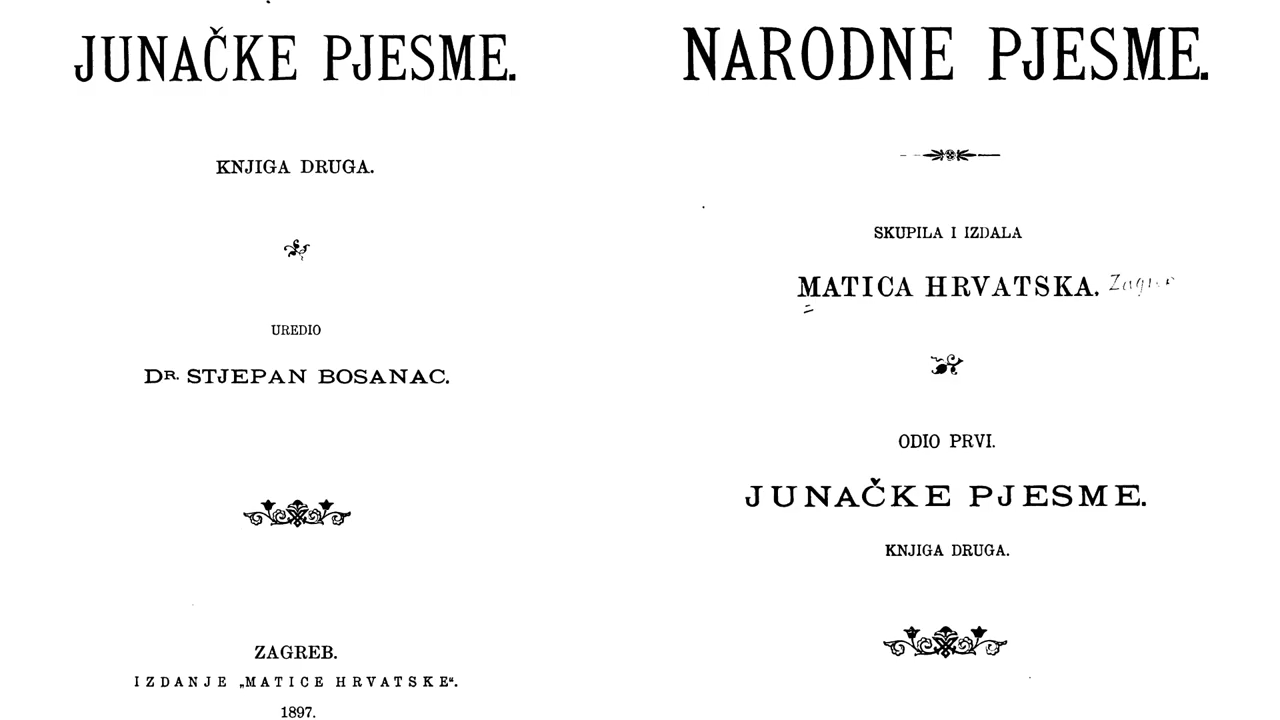 JUNAČKE PJESME.
KNJIGA DRUGA.
UREDIO
DR. STJEPAN BOSANAC.
ZAGREB.
IZDANJE „MATICE HRVATSKE“.
1897.
NARODNE PJESME.
SKUPILA I IZDALA
MATICA HRVATSKA.
ODIO PRVI.
JUNAČKE PJESME.
KNJIGA DRUGA.